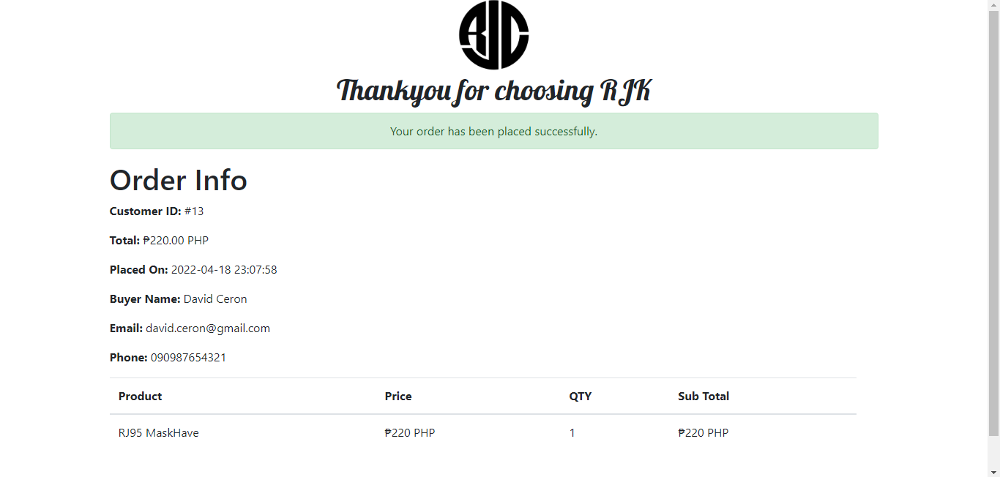 RJC
Thankyou for choosing RJK
Your order has been placed successfully.
Order Info
Customer ID: #13
Total: ₱220.00 PHP
Placed On: 2022-04-18 23:07:58
Buyer Name: David Ceron
Email: david.ceron@gmail.com
Phone: 090987654321
Product Price QTY Sub Total
RJ95 MaskHave ₱220 PHP 1 ₱220 PHP